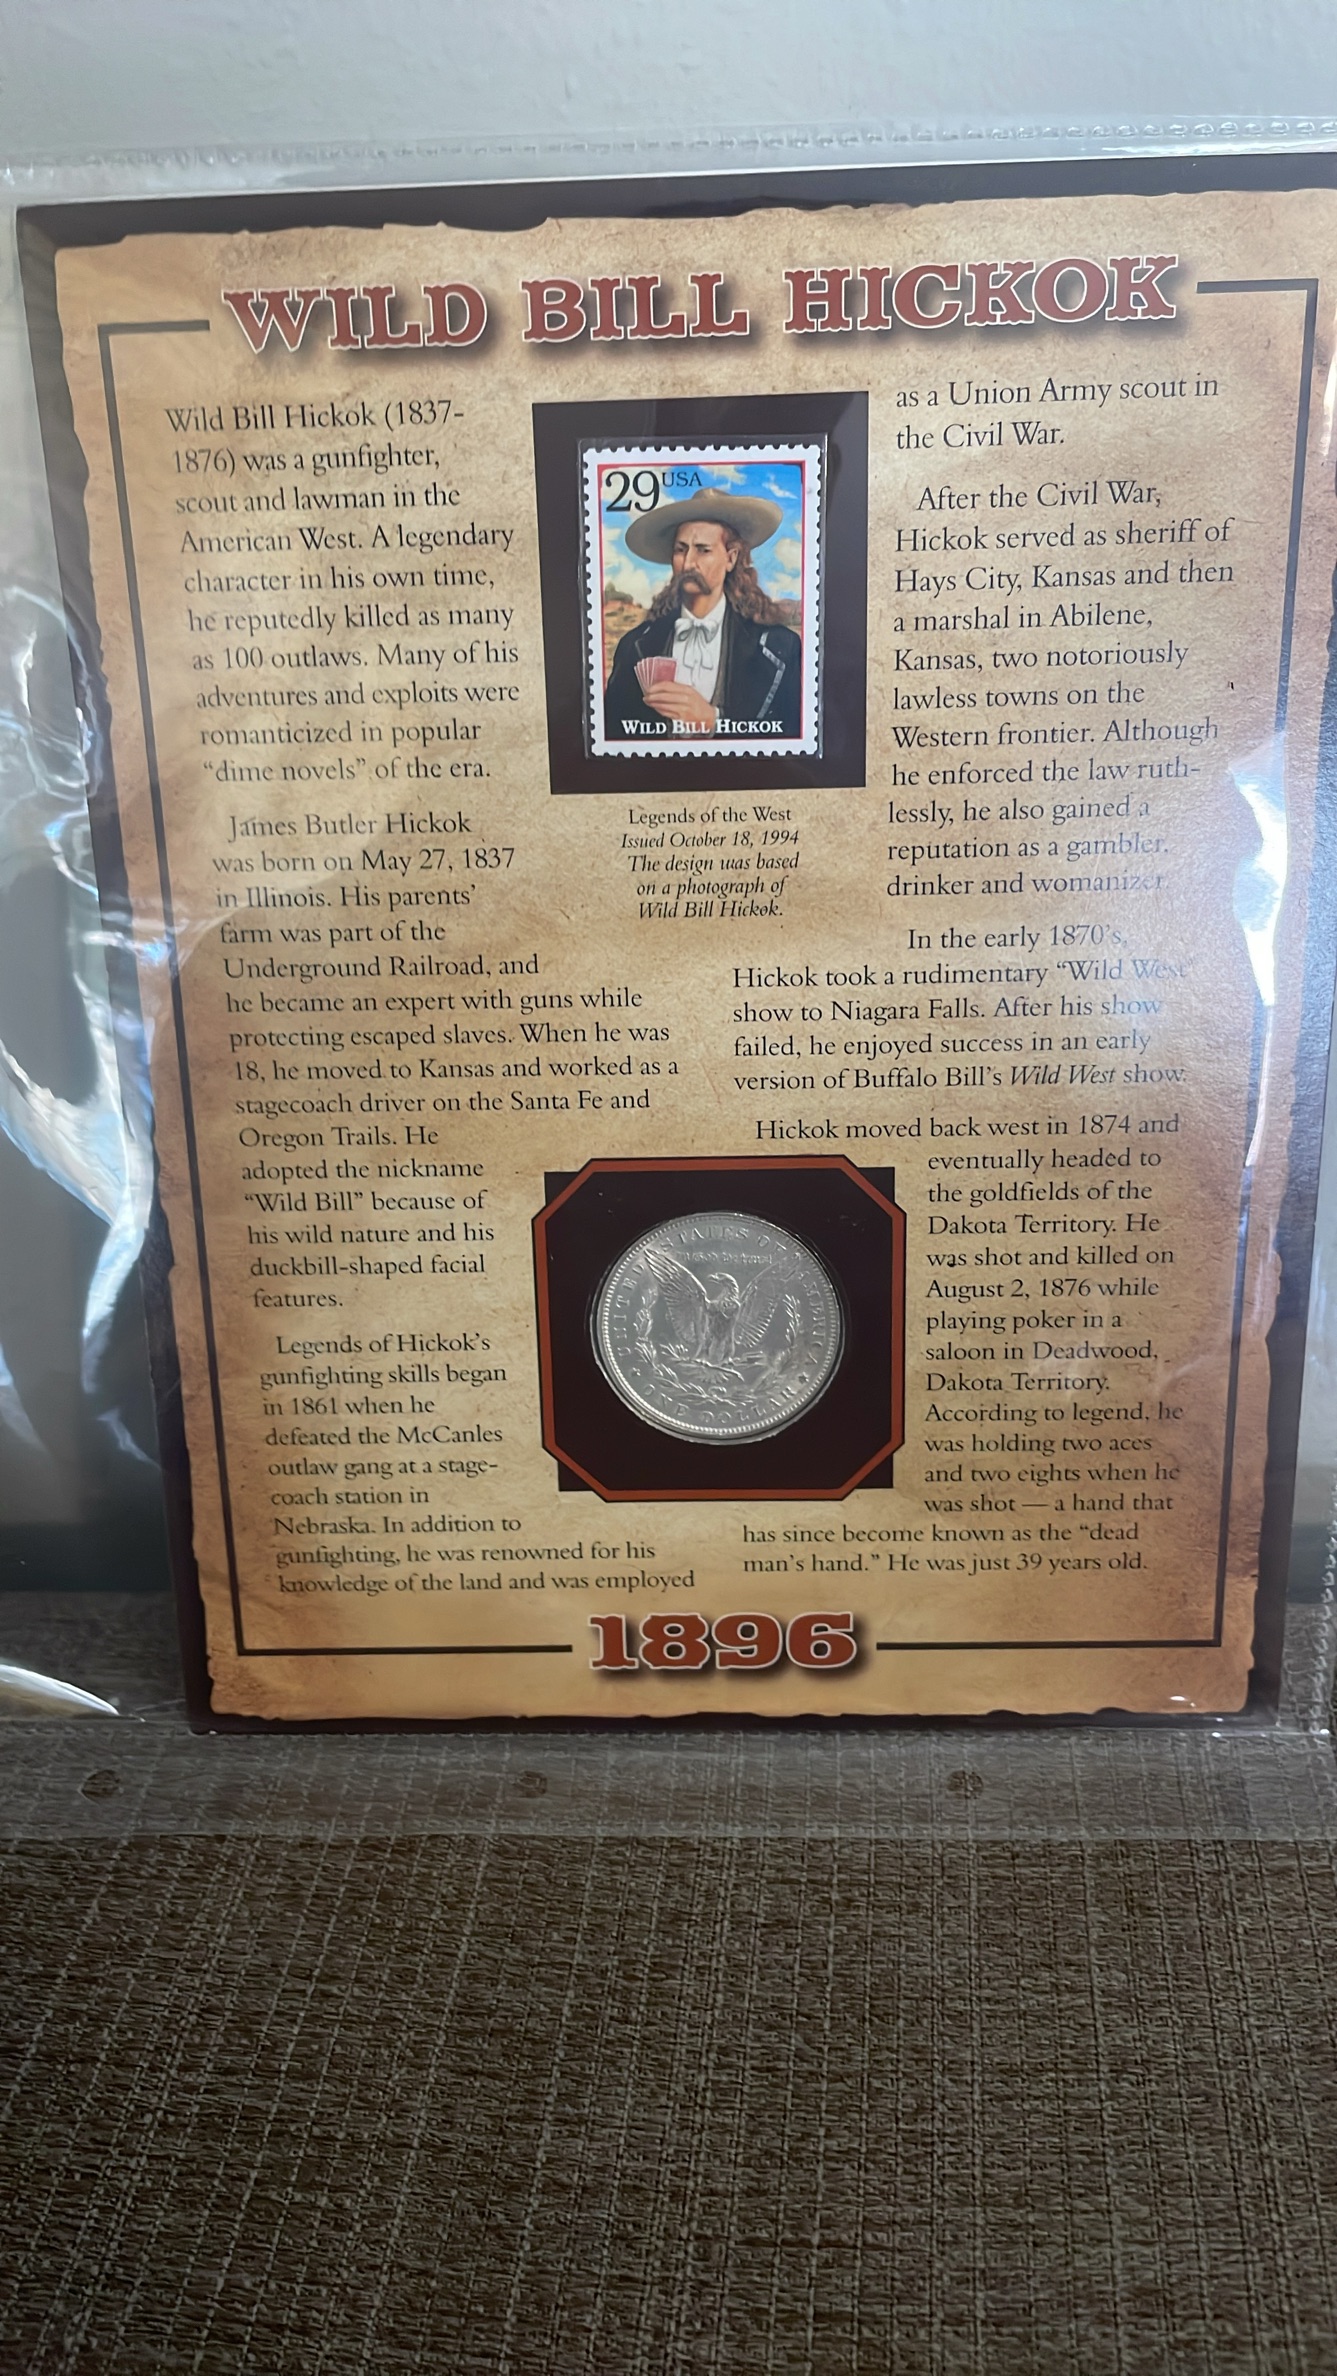 WILD BILL HICKOK
Wild Bill Hickok (1837-
1876) was a gunfighter,
scout and lawman in the
American West. A legendary
character in his own time,
he reputedly killed as many
as 100 outlaws. Many of his
adventures and exploits were
romanticized in popular
“dime novels” of the era.
James Butler Hickok
was born on May 27, 1837
in Illinois. His parents’
farm was part of the
Underground Railroad, and
he became an expert with guns while
protecting escaped slaves. When he was
18, he moved to Kansas and worked as a
stagecoach driver on the Santa Fe and
Oregon Trails. He
adopted the nickname
“Wild Bill” because of
his wild nature and his
duckbill-shaped facial
features.
Legends of Hickok’s
gunfighting skills began
in 1861 when he
defeated the McCanles
outlaw gang at a stage-
coach station in
Nebraska. In addition to
gunfighting, he was renowned for his
knowledge of the land and was employed
29 USA
WILD BILL HICKOK
Legends of the West
Issued October 18, 1994
The design was based
on a photograph of
Wild Bill Hickok.
as a Union Army scout in
the Civil War.
After the Civil War,
Hickok served as sheriff of
Hays City, Kansas and then
a marshal in Abilene,
Kansas, two notoriously
lawless towns on the
Western frontier. Although
he enforced the law ruth-
lessly, he also gained a
reputation as a gambler,
drinker and womanizer.
In the early 1870’s,
Hickok took a rudimentary “Wild West”
show to Niagara Falls. After his show
failed, he enjoyed success in an early
version of Buffalo Bill’s Wild West show.
Hickok moved back west in 1874 and
eventually headed to
the goldfields of the
Dakota Territory. He
was shot and killed on
August 2, 1876 while
playing poker in a
saloon in Deadwood,
Dakota Territory.
According to legend, he
was holding two aces
and two eights when he
was shot — a hand that
has since become known as the “dead
man’s hand.” He was just 39 years old.
UNITED STATES OF AMERICA
In God We Trust
ONE DOLLAR
1896